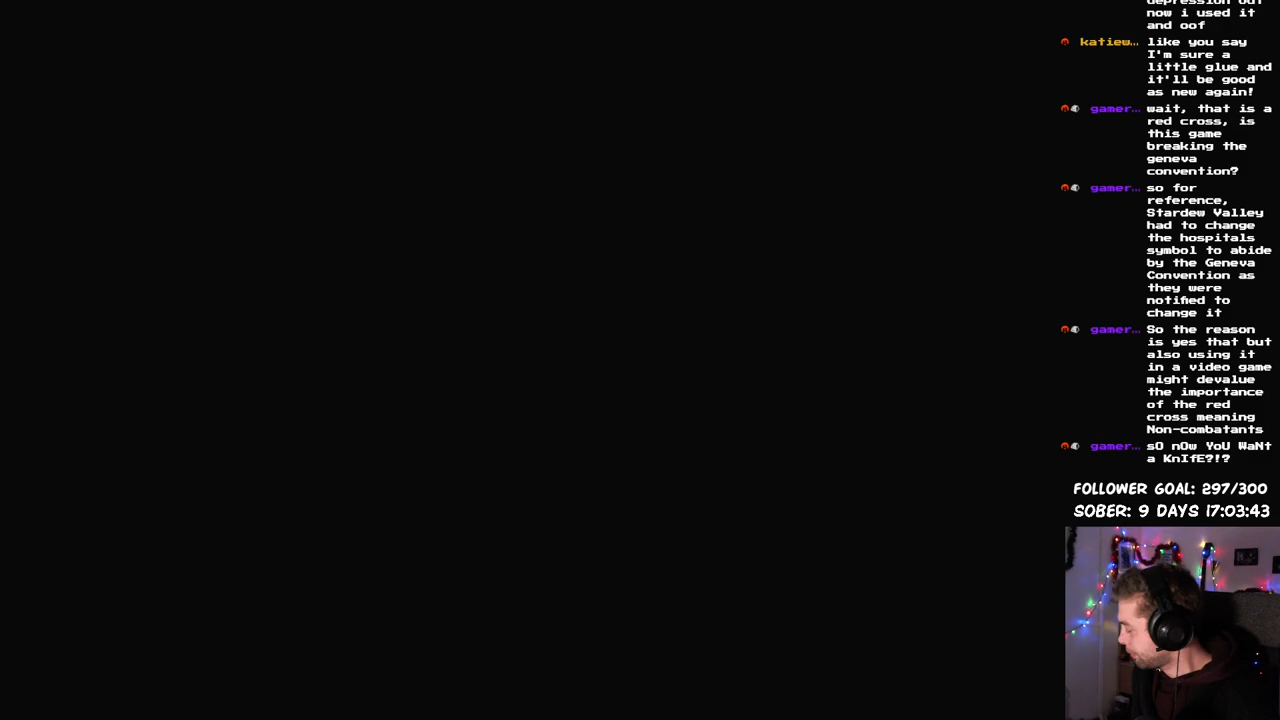 now i used it
and oof
katiew… like you say
I'm sure a
little glue and
it'll be good
as new again!
gamer… wait, that is a
red cross, is
this game
breaking the
geneva
convention?
gamer… so for
reference,
Stardew Valley
had to change
the hospitals
symbol to abide
by the Geneva
Convention as
they were
notified to
change it
gamer… So the reason
is yes that but
also using it
in a video game
might devalue
the importance
of the red
cross meaning
Non-combatants
gamer… sO nOw YoU WaNt
a KnIfE?!?
FOLLOWER GOAL: 297/300
SOBER: 9 DAYS 17:03:43